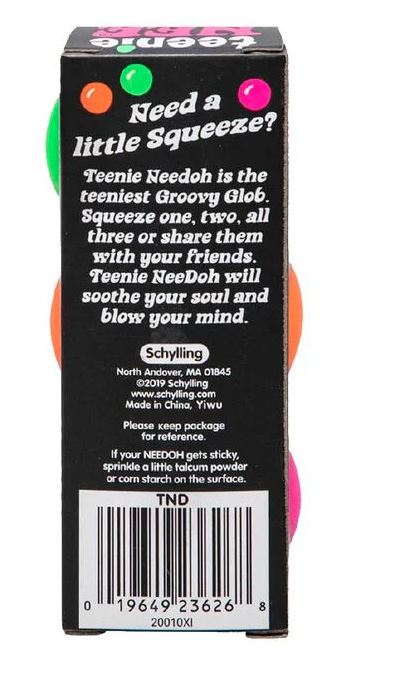 teenie
NEE
Need a
little Squeeze?
Teenie Needoh is the
teeniest Groovy Glob.
Squeeze one, two, all
three or share them
with your friends.
Teenie NeeDoh will
soothe your soul and
blow your mind.
Schylling
North Andover, MA 01845
©2019 Schylling
www.schylling.com
Made in China, Yiwu
Please keep package
for reference.
If your NEEDOH gets sticky,
sprinkle a little talcum powder
or corn starch on the surface.
TND
0 19649 23626 8
20010XI